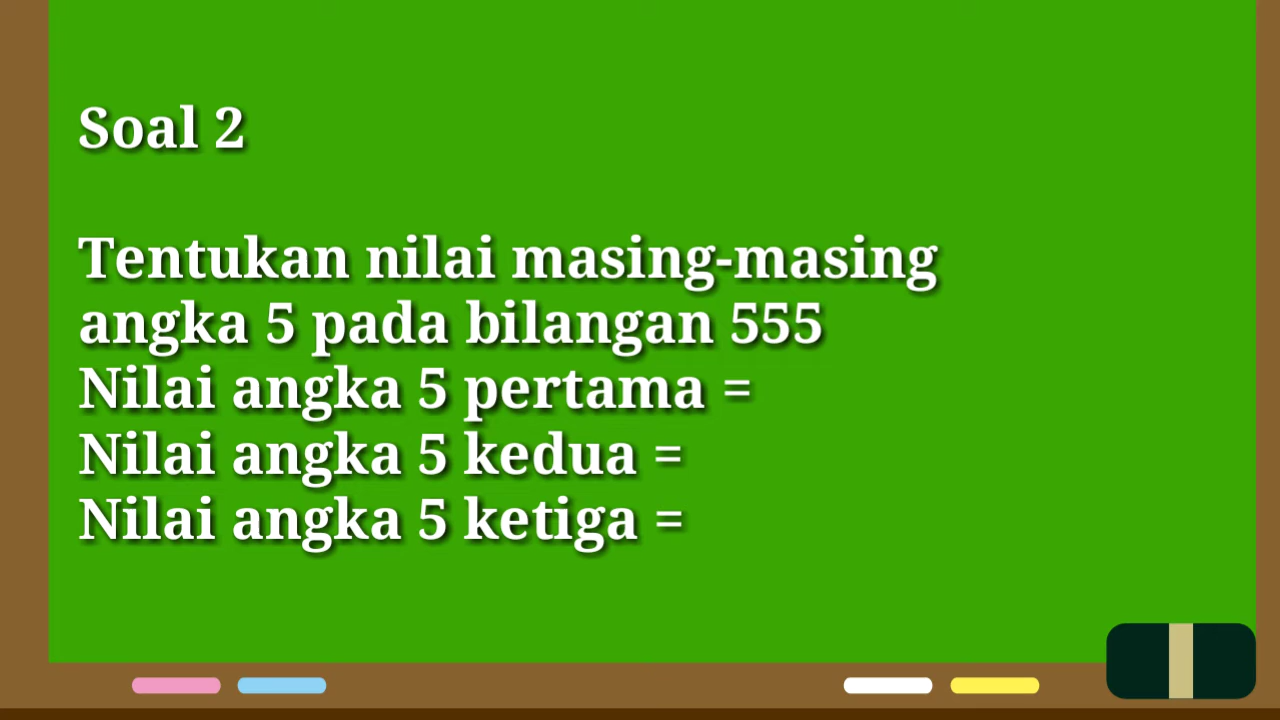 Soal 2
Tentukan nilai masing-masing
angka 5 pada bilangan 555
Nilai angka 5 pertama =
Nilai angka 5 kedua =
Nilai angka 5 ketiga =